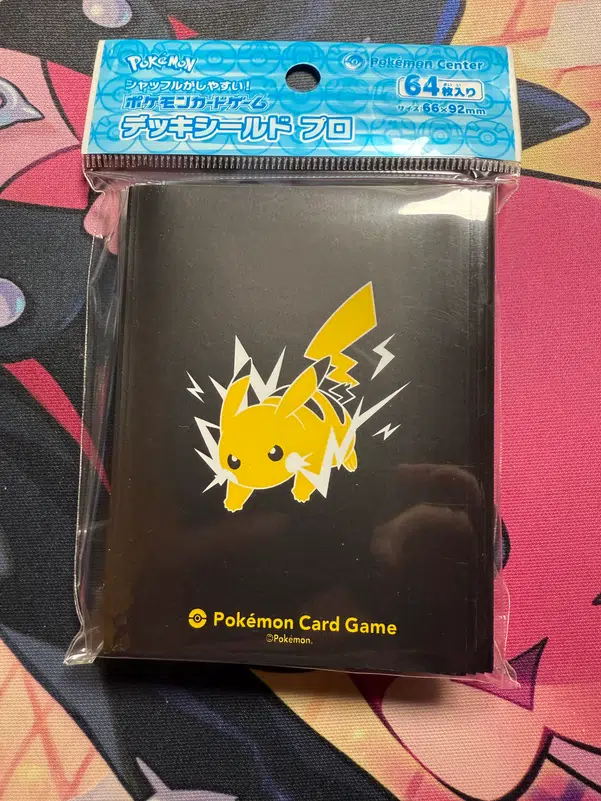 POKÉMON
Pokémon Center
シャッフルがしやすい!
ポケモンカードゲーム
デッキシールド プロ
64枚入り
サイズ66×92mm
Pokémon Card Game
©Pokémon.